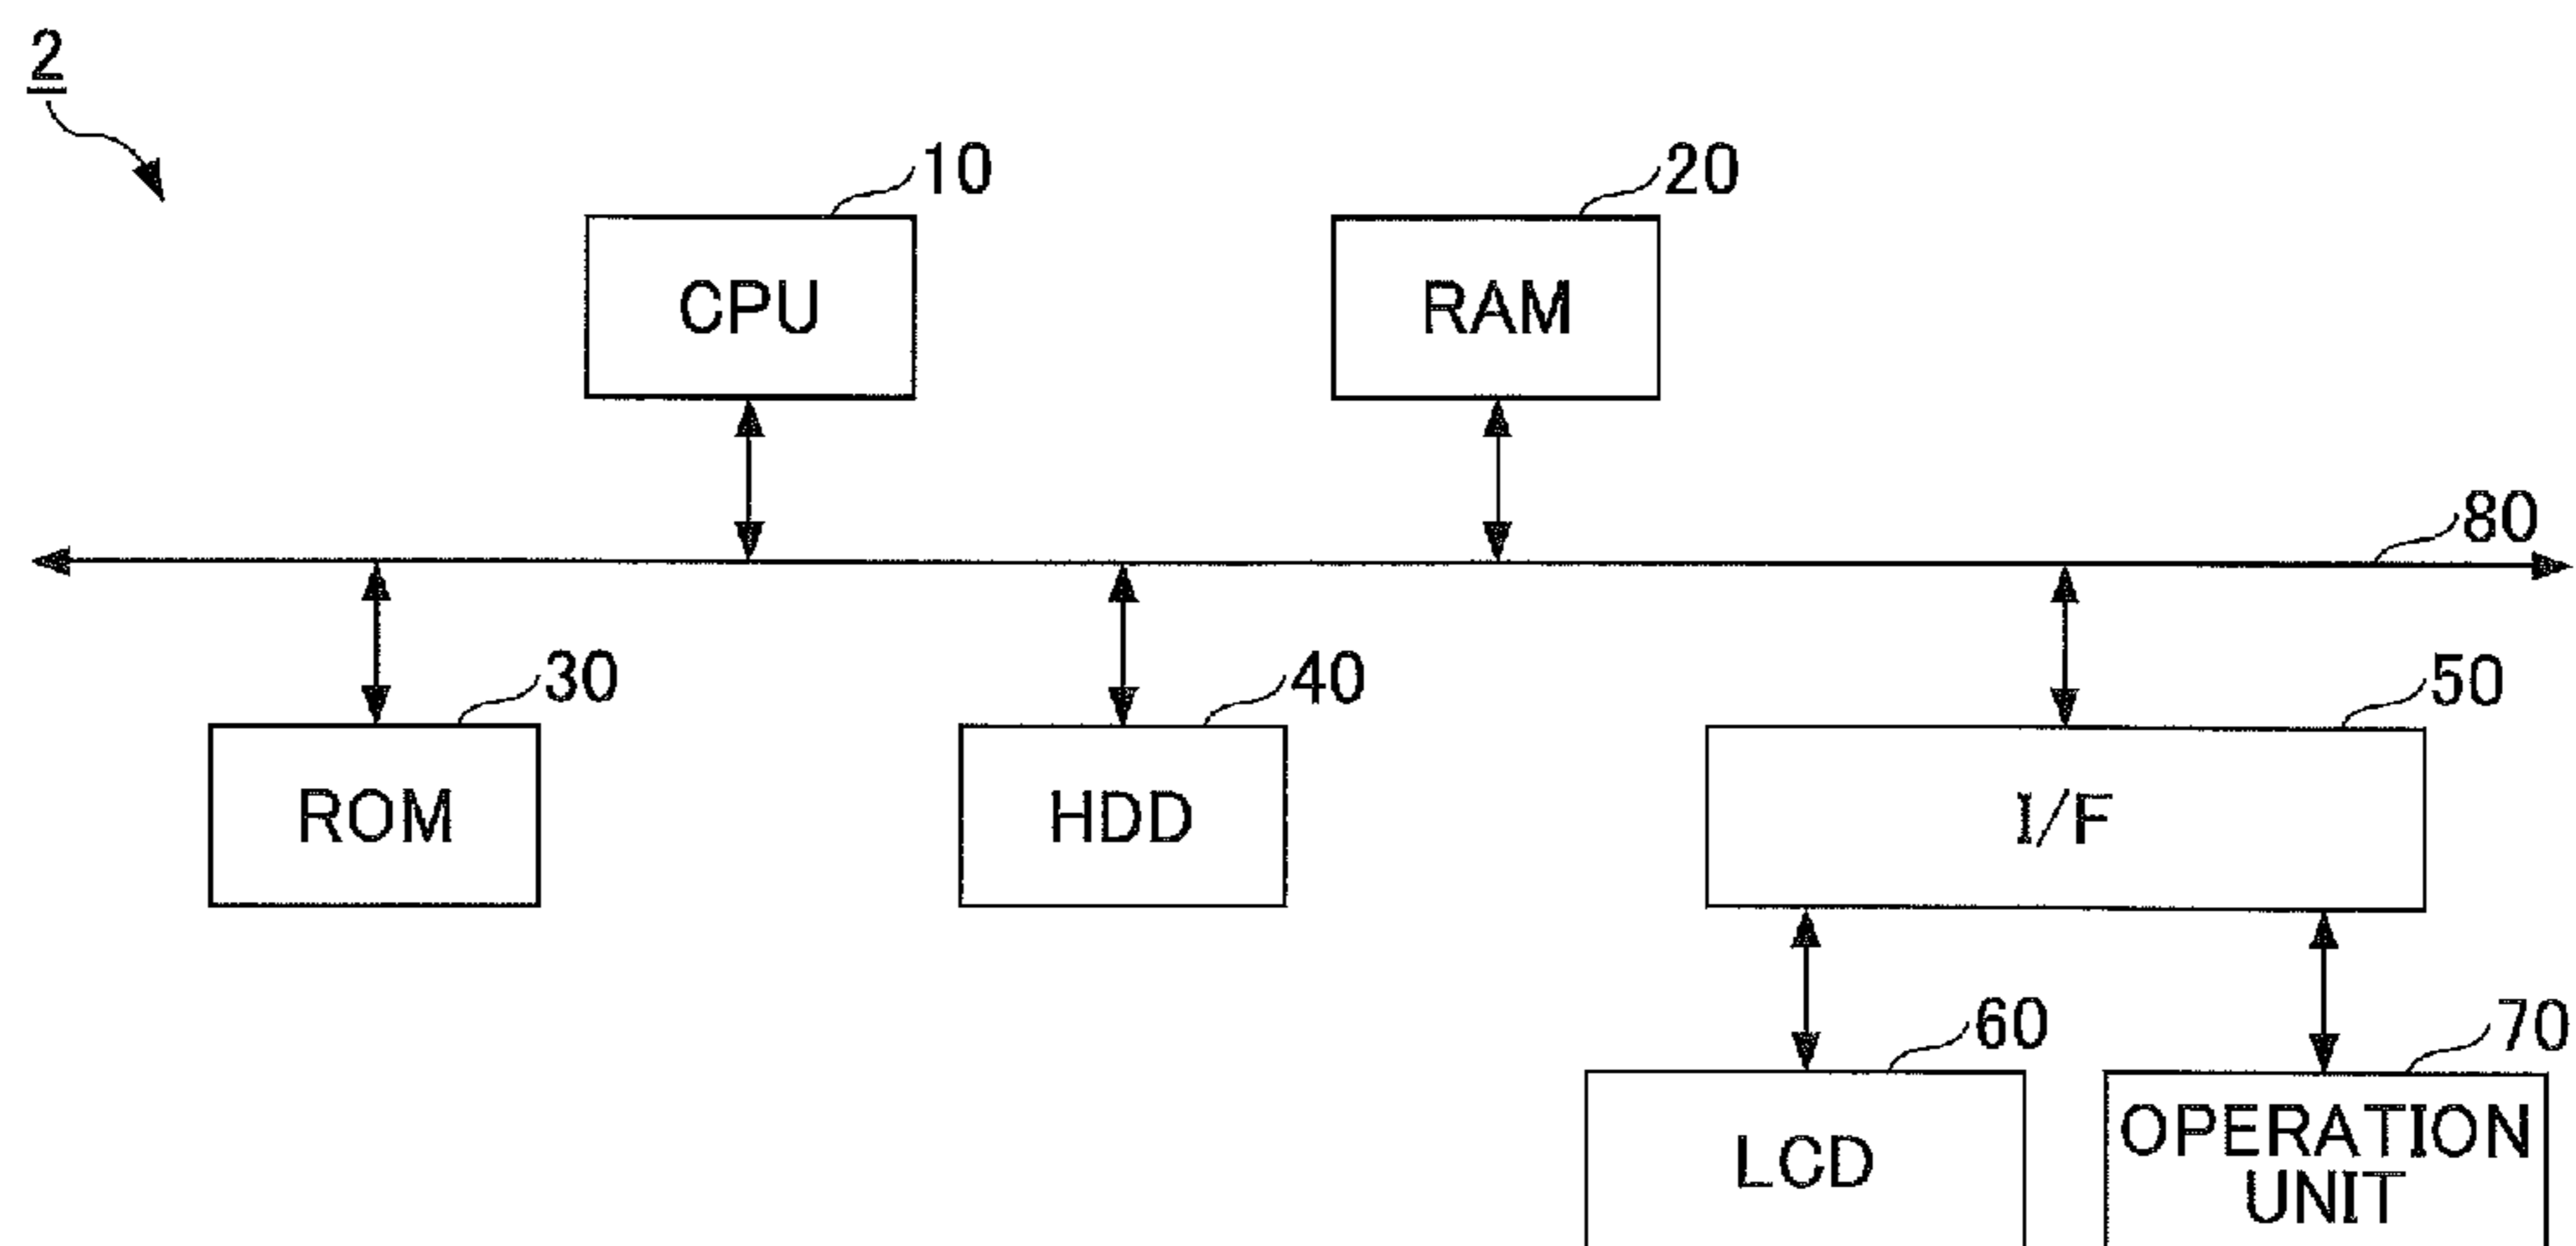 2
10
20
CPU
RAM
80
30
40
50
ROM
HDD
I/F
60
70
LCD
OPERATION
UNIT